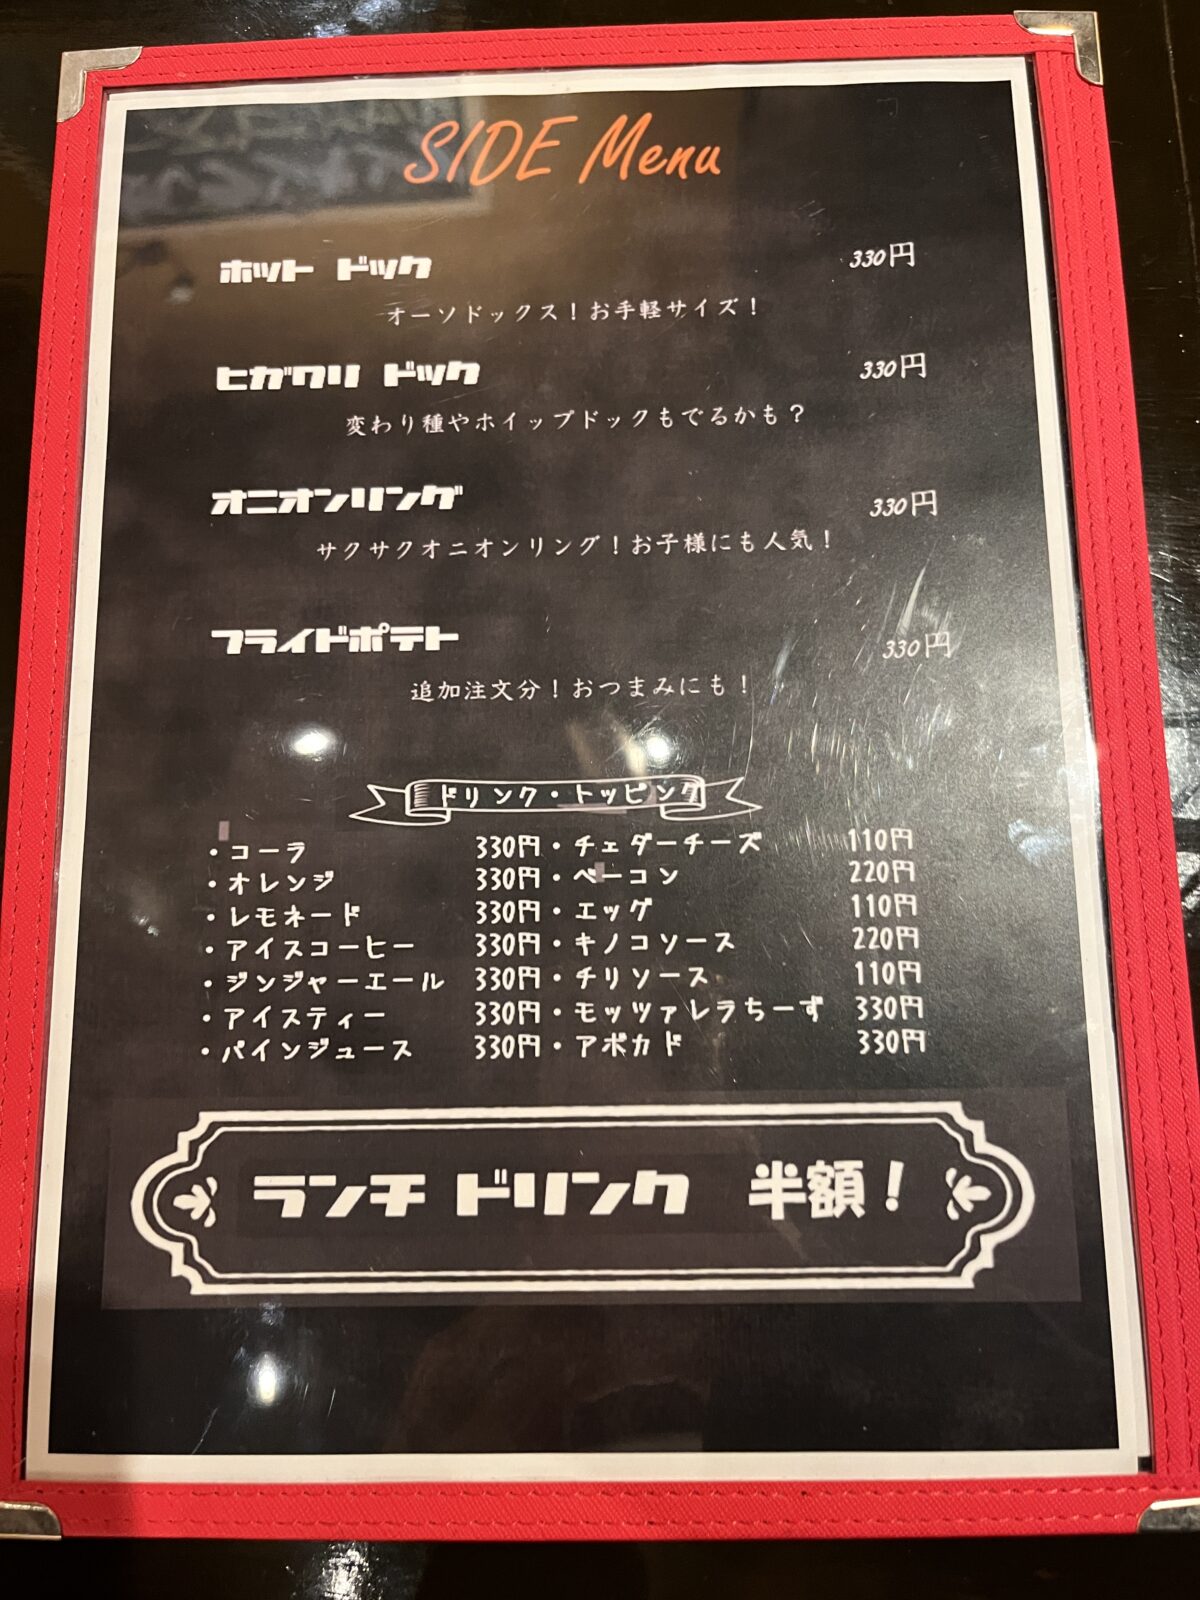 SIDE Menu
ホット ドック 330円
オーソドックス！お手軽サイズ！
ヒガワリ ドック 330円
変わり種やホイップドックもでるかも？
オニオンリング 330円
サクサクオニオンリング！お子様にも人気！
フライドポテト 330円
追加注文分！おつまみにも！
ドリンク・トッピング
・コーラ 330円・チェダーチーズ 110円
・オレンジ 330円・ベーコン 220円
・レモネード 330円・エッグ 110円
・アイスコーヒー 330円・キノコソース 220円
・ジンジャーエール 330円・チリソース 110円
・アイスティー 330円・モッツァレラちーず 330円
・パインジュース 330円・アボカド 330円
ランチ ドリンク 半額！